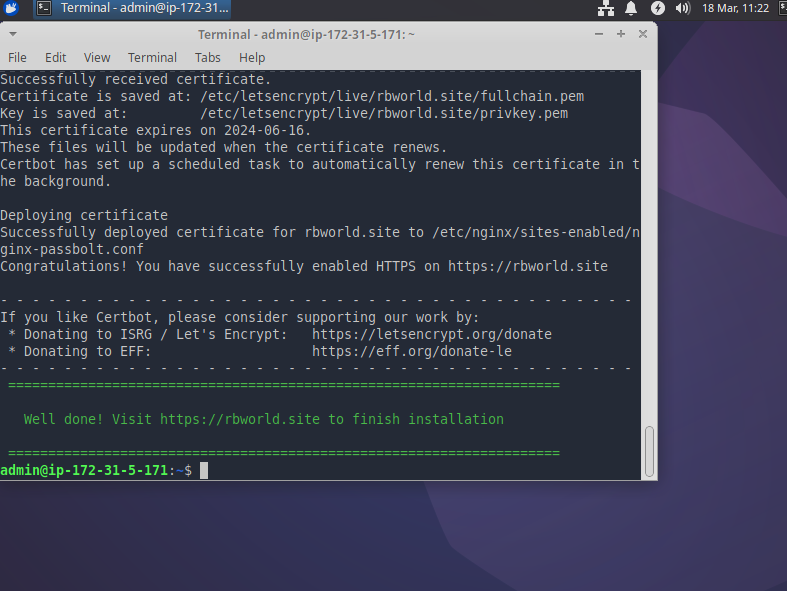 Terminal - admin@ip-172-31...
18 Mar, 11:22
Terminal - admin@ip-172-31-5-171: ~
File Edit View Terminal Tabs Help
Successfully received certificate.
Certificate is saved at: /etc/letsencrypt/live/rbworld.site/fullchain.pem
Key is saved at:         /etc/letsencrypt/live/rbworld.site/privkey.pem
This certificate expires on 2024-06-16.
These files will be updated when the certificate renews.
Certbot has set up a scheduled task to automatically renew this certificate in t
he background.
Deploying certificate
Successfully deployed certificate for rbworld.site to /etc/nginx/sites-enabled/n
ginx-passbolt.conf
Congratulations! You have successfully enabled HTTPS on https://rbworld.site
- - - - - - - - - - - - - - - - - - - - - - - - - - - - - - - - - - - - - - - -
If you like Certbot, please consider supporting our work by:
 * Donating to ISRG / Let's Encrypt:   https://letsencrypt.org/donate
 * Donating to EFF:                    https://eff.org/donate-le
- - - - - - - - - - - - - - - - - - - - - - - - - - - - - - - - - - - - - - - -
=====================================================================
Well done! Visit https://rbworld.site to finish installation
=====================================================================
admin@ip-172-31-5-171:~$